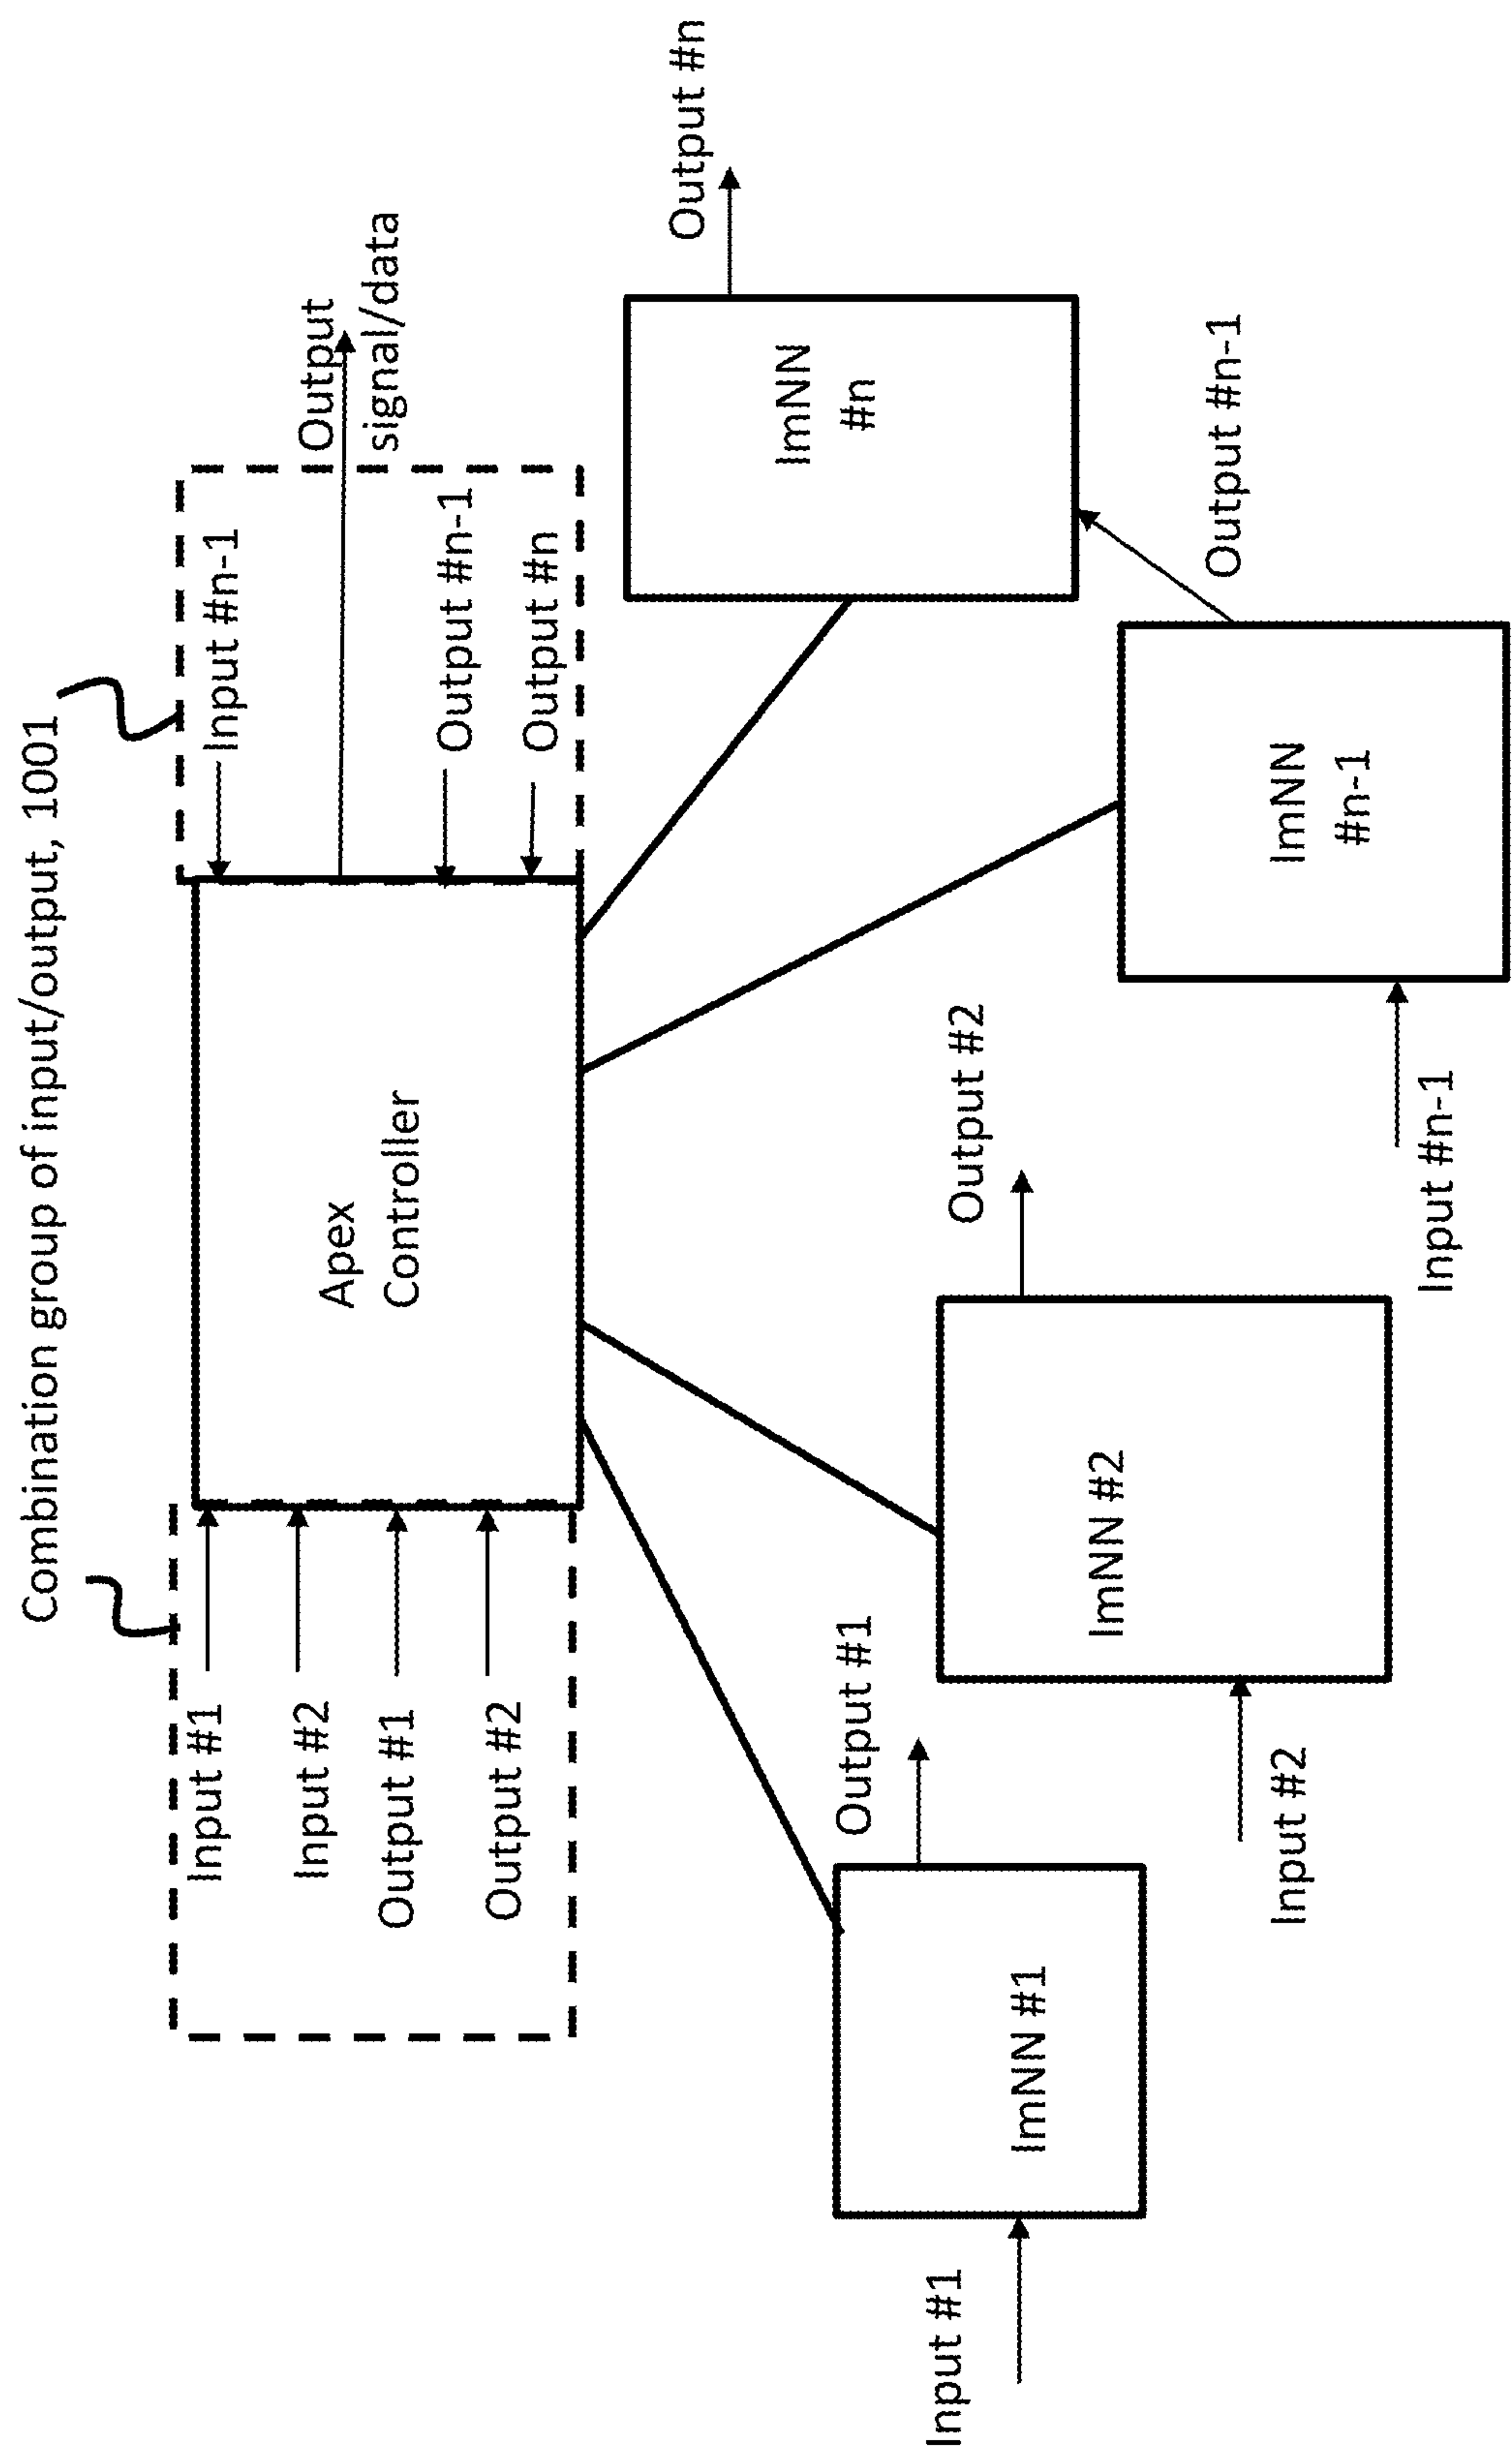 Combination group of input/output, 1001
Input #1
Input #2
Output #1
Output #2
Apex
Controller
Input #n-1
Output
signal/data
Output #n-1
Output #n
Input #1
ImNN #1
Output #1
Input #2
ImNN #2
Output #2
Input #n-1
ImNN
#n-1
Output #n-1
ImNN
#n
Output #n